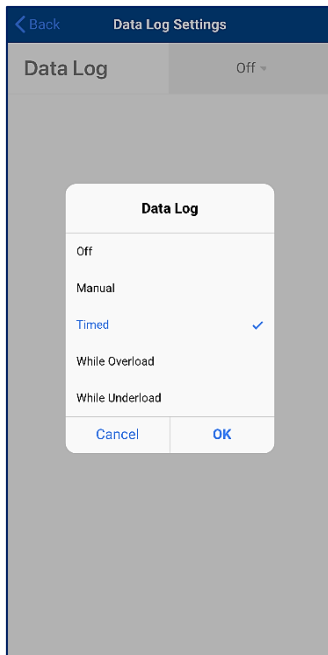 Back
Data Log Settings
Data Log
Off
Data Log
Off
Manual
Timed
While Overload
While Underload
Cancel
OK